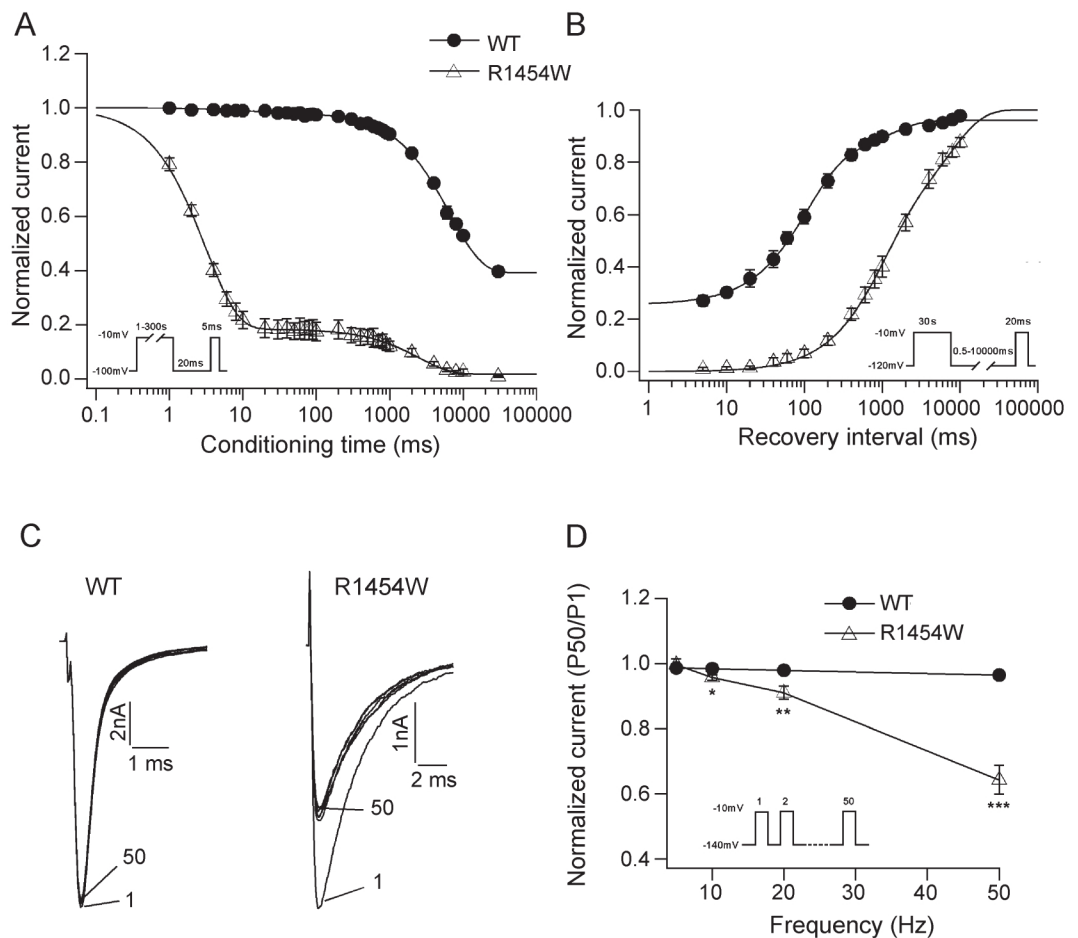 A
WT
R1454W
1.2
1.0
0.8
0.6
0.4
0.2
0.0
Normalized current
-10mV
1-300s
5ms
20ms
-100mV
0.1
1
10
100
1000
10000
100000
Conditioning time (ms)
B
1.0
0.8
0.6
0.4
0.2
0.0
Normalized current
30s
20ms
-10mV
0.5-10000ms
-120mV
1
10
100
1000
10000
100000
Recovery interval (ms)
C
WT
R1454W
2nA
1 ms
50
1
1nA
2 ms
50
1
D
WT
R1454W
1.2
1.0
0.8
0.6
0.4
Normalized current (P50/P1)
*
**
***
1
2
50
-10mV
-140mV
10
20
30
40
50
Frequency (Hz)